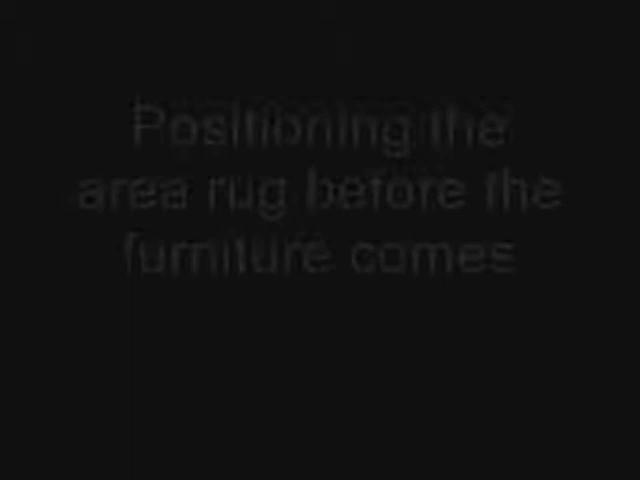 Positioning the
area rug before the
furniture comes